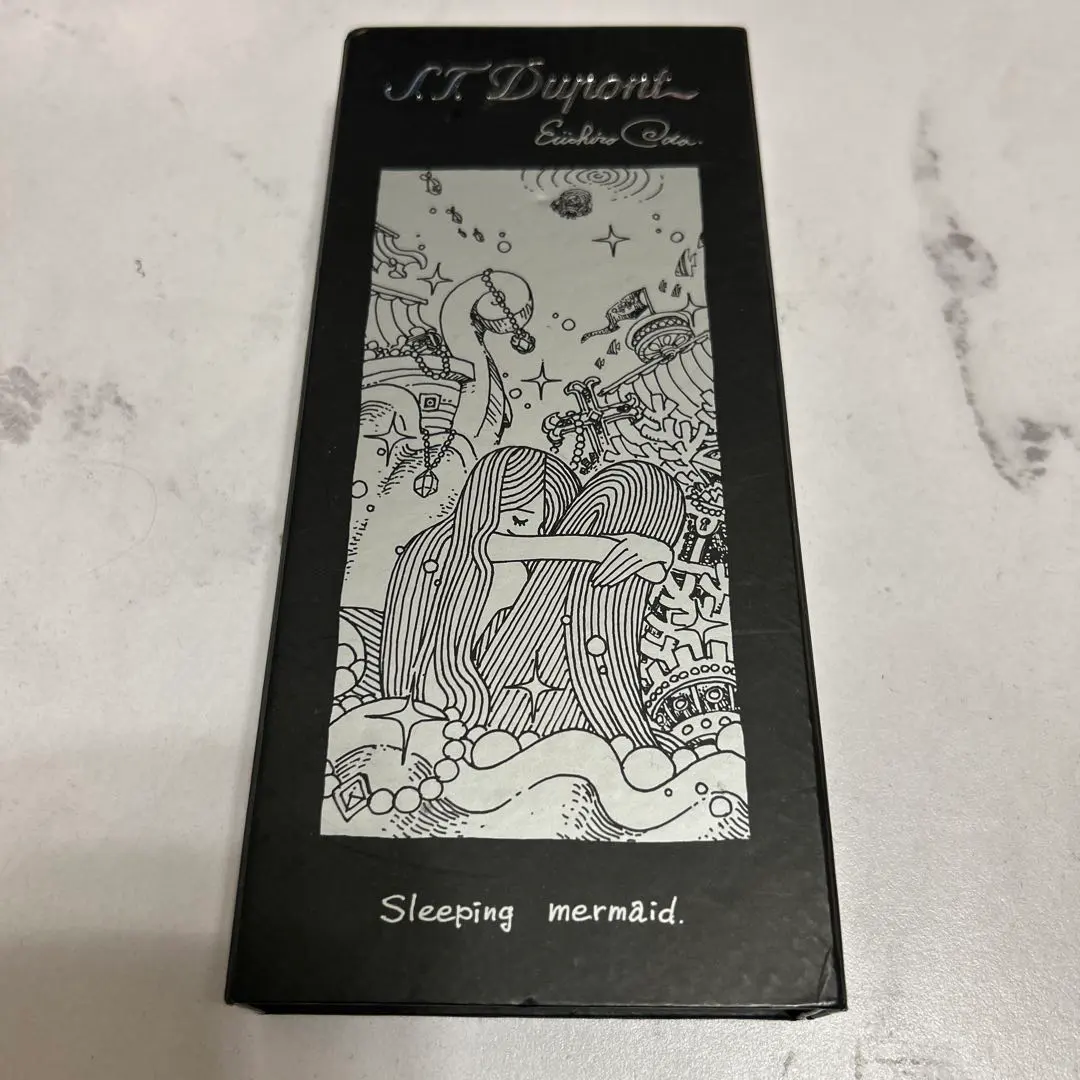 S.T. Dupont
Eiichiro Oda.
Sleeping mermaid.